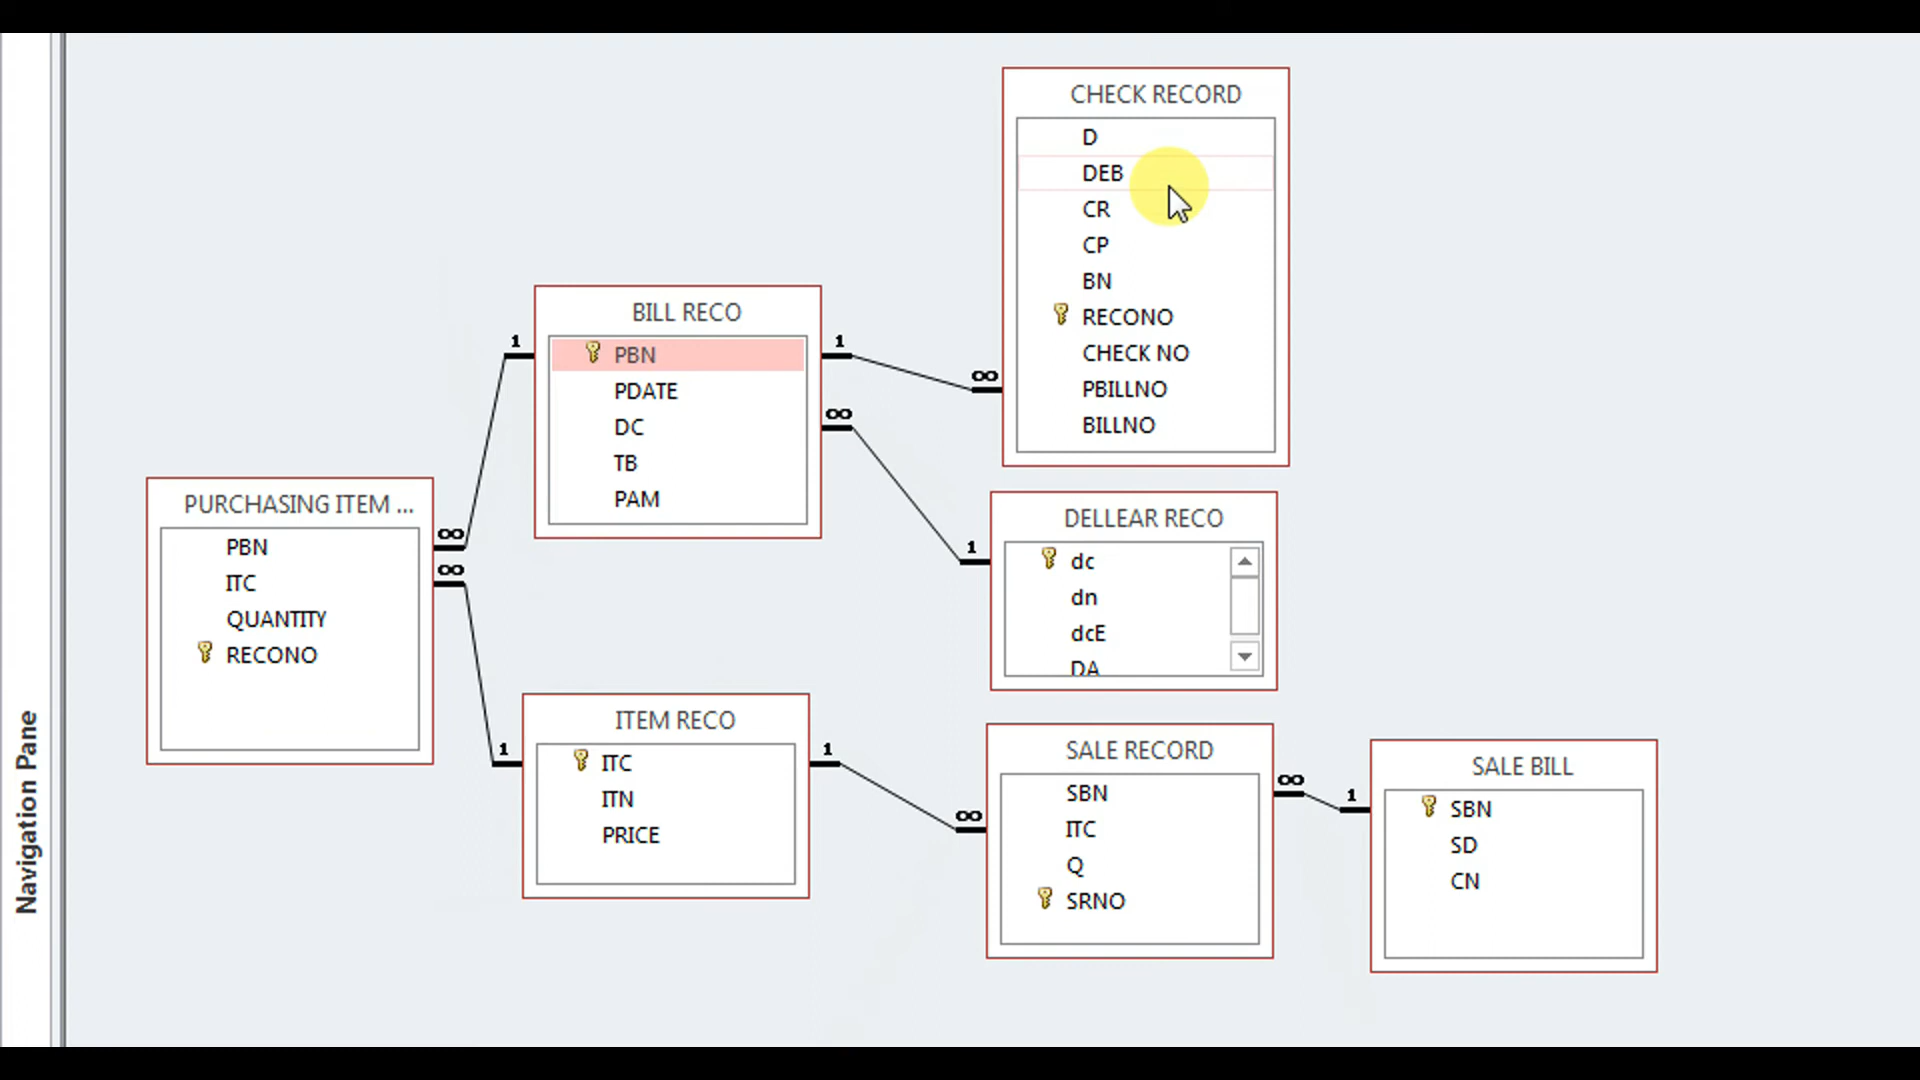 Navigation Pane
CHECK RECORD
D
DEB
CR
CP
BN
RECONO
CHECK NO
PBILLNO
BILLNO
BILL RECO
PBN
PDATE
DC
TB
PAM
1
1
∞
∞
1
DELLEAR RECO
dc
dn
dcE
DA
PURCHASING ITEM ...
PBN
ITC
QUANTITY
RECONO
∞
∞
1
ITEM RECO
ITC
ITN
PRICE
1
∞
SALE RECORD
SBN
ITC
Q
SRNO
∞
1
SALE BILL
SBN
SD
CN